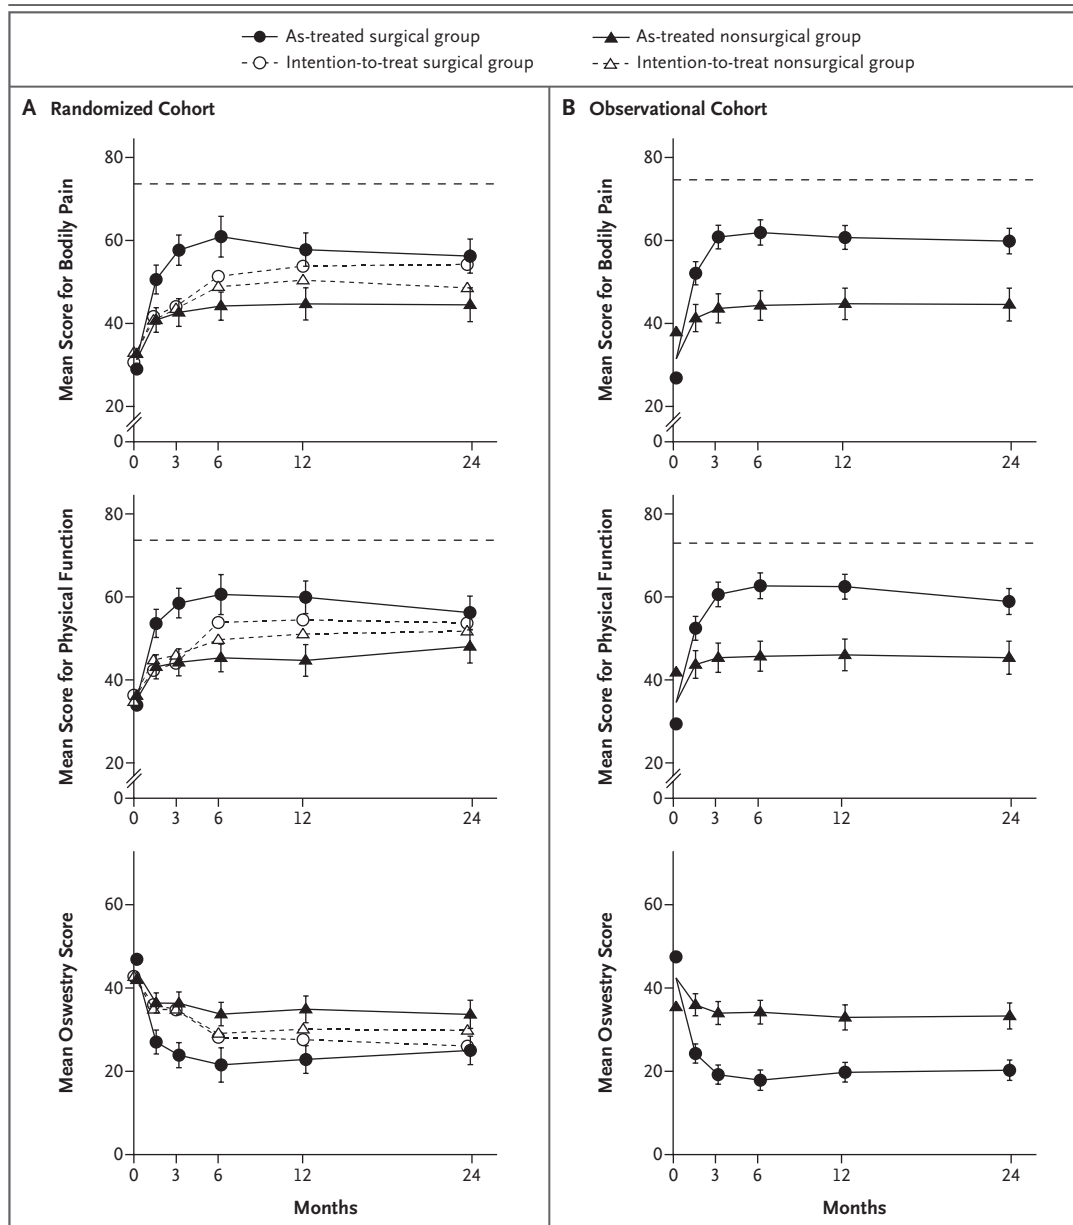 As-treated surgical group
As-treated nonsurgical group
Intention-to-treat surgical group
Intention-to-treat nonsurgical group
A Randomized Cohort
Mean Score for Bodily Pain
80
60
40
20
0
0 3 6 12 24
Mean Score for Physical Function
80
60
40
20
0
0 3 6 12 24
Mean Oswestry Score
60
40
20
0
0 3 6 12 24
Months
B Observational Cohort
Mean Score for Bodily Pain
80
60
40
20
0
0 3 6 12 24
Mean Score for Physical Function
80
60
40
20
0
0 3 6 12 24
Mean Oswestry Score
60
40
20
0
0 3 6 12 24
Months